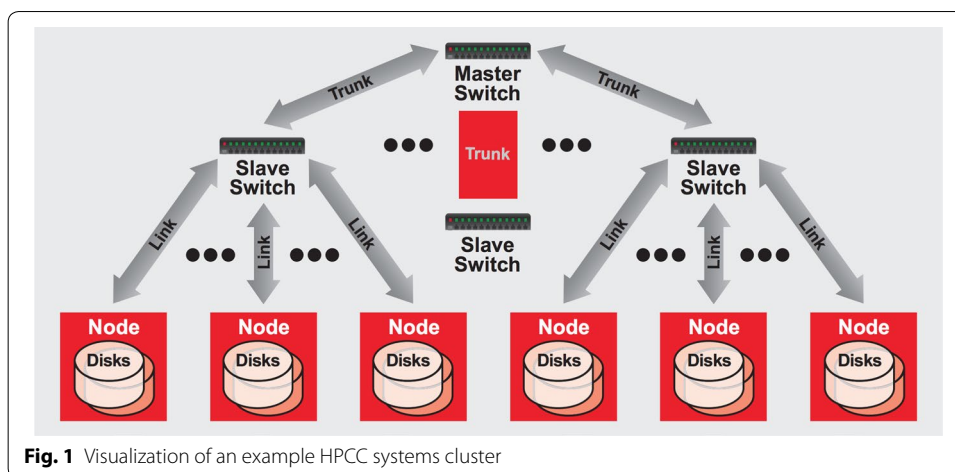 Master
Switch
Trunk
Trunk
Slave
Switch
Trunk
Slave
Switch
Slave
Switch
Link
Link
Link
Link
Link
Link
Node
Disks
Node
Disks
Node
Disks
Node
Disks
Node
Disks
Node
Disks
Fig. 1 Visualization of an example HPCC systems cluster